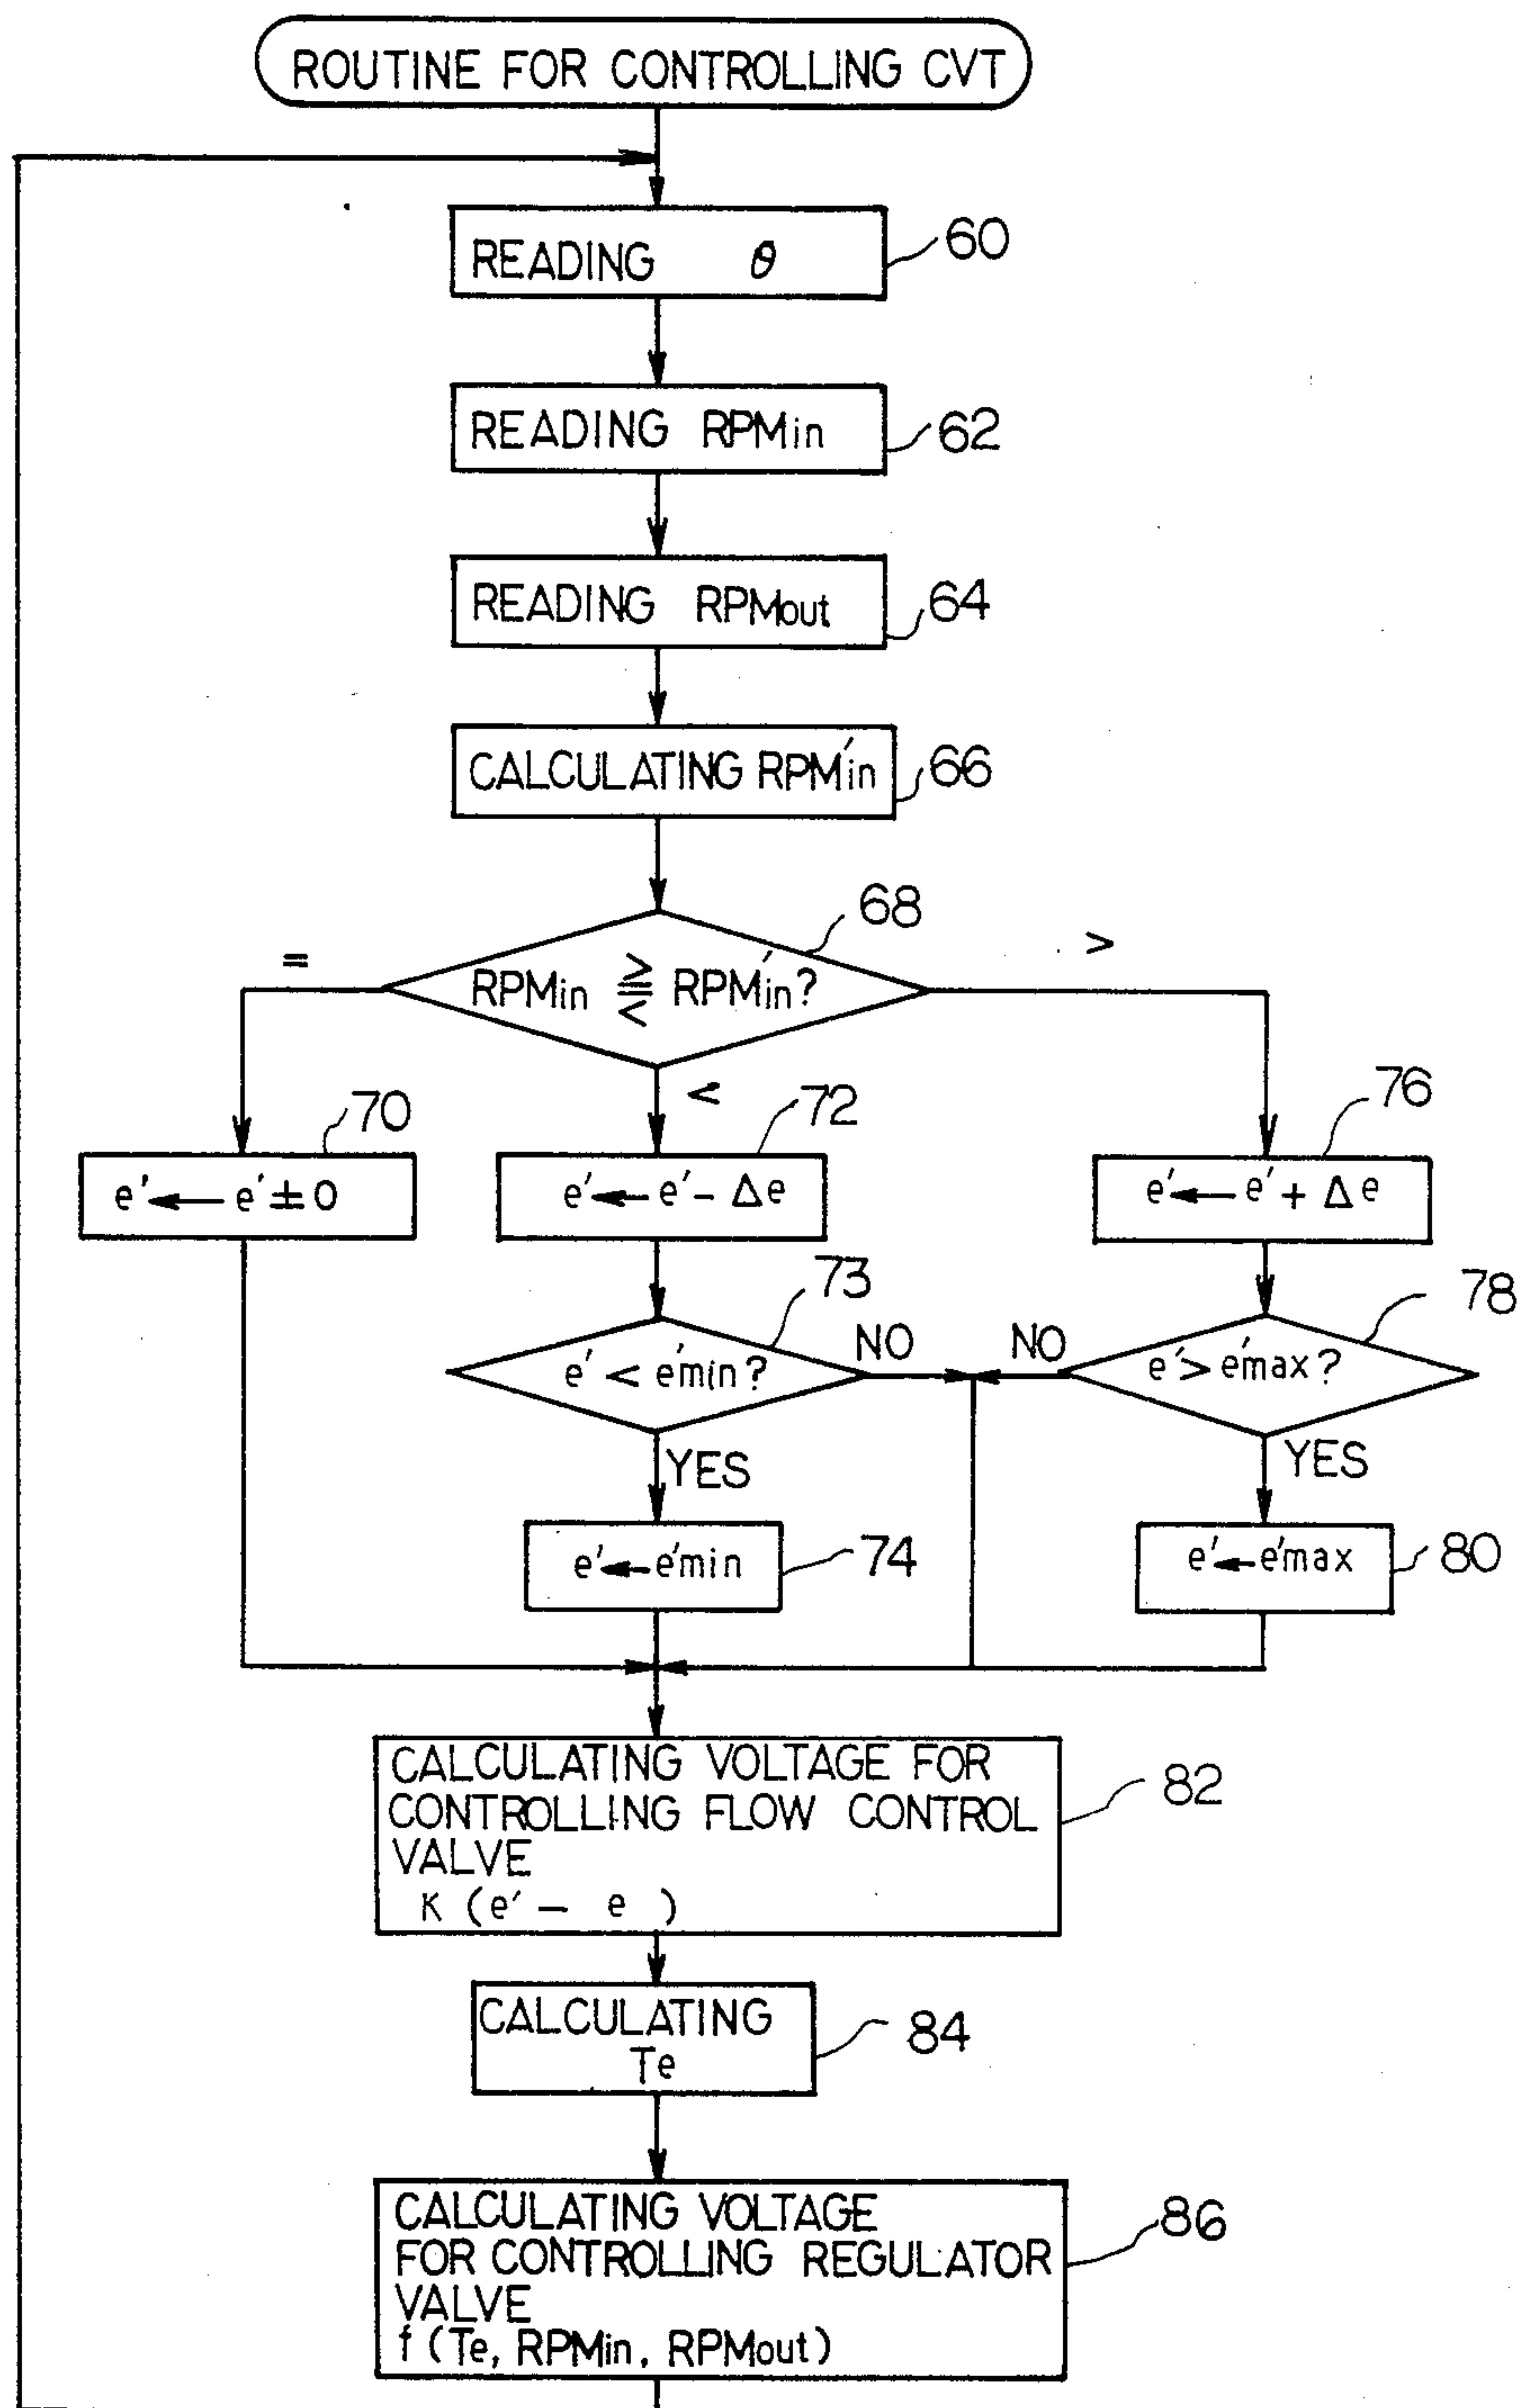 ROUTINE FOR CONTROLLING CVT
READING θ
60
READING RPMin
62
READING RPMout
64
CALCULATING RPM'in
66
68
=
RPMin ⪌ RPM'in?
>
<
70
72
76
e' ← e' ± 0
e' ← e' - Δe
e' ← e' + Δe
73
78
e' < e'min?
NO
NO
e' > e'max?
YES
YES
e' ← e'min
74
e' ← e'max
80
CALCULATING VOLTAGE FOR
CONTROLLING FLOW CONTROL
VALVE
K (e' - e )
82
CALCULATING
Te
84
CALCULATING VOLTAGE
FOR CONTROLLING REGULATOR
VALVE
f (Te, RPMin, RPMout)
86